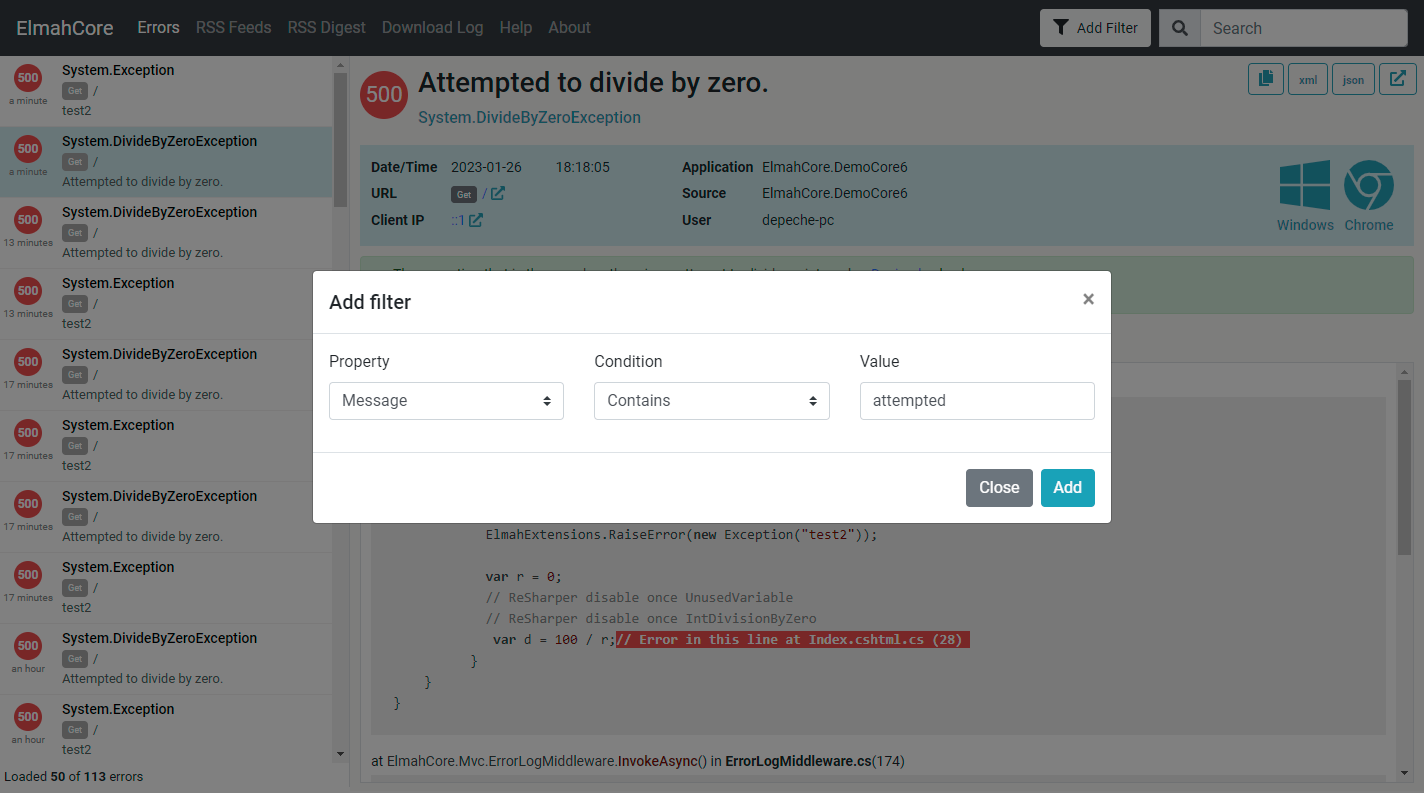 ElmahCore Errors RSS Feeds RSS Digest Download Log Help About Add Filter Search
500 System.Exception
Get /
a minute
test2
500 System.DivideByZeroException
Get /
a minute
Attempted to divide by zero.
500 System.DivideByZeroException
Get /
13 minutes
Attempted to divide by zero.
500 System.Exception
Get /
13 minutes
test2
500 System.DivideByZeroException
Get /
17 minutes
Attempted to divide by zero.
500 System.Exception
Get /
17 minutes
test2
500 System.DivideByZeroException
Get /
17 minutes
Attempted to divide by zero.
500 System.Exception
Get /
17 minutes
test2
500 System.DivideByZeroException
Get /
an hour
Attempted to divide by zero.
500 System.Exception
Get /
an hour
test2
Loaded 50 of 113 errors
500 Attempted to divide by zero.
System.DivideByZeroException
xml json
Date/Time 2023-01-26 18:18:05 Application ElmahCore.DemoCore6
URL Get / Source ElmahCore.DemoCore6
Client IP ::1 User depeche-pc
Windows Chrome
Add filter ×
Property Condition Value
Message Contains attempted
Close Add
ElmahExtensions.RaiseError(new Exception("test2"));
var r = 0;
// ReSharper disable once UnusedVariable
// ReSharper disable once IntDivisionByZero
var d = 100 / r;// Error in this line at Index.cshtml.cs (28)
}
}
}
at ElmahCore.Mvc.ErrorLogMiddleware.InvokeAsync() in ErrorLogMiddleware.cs(174)